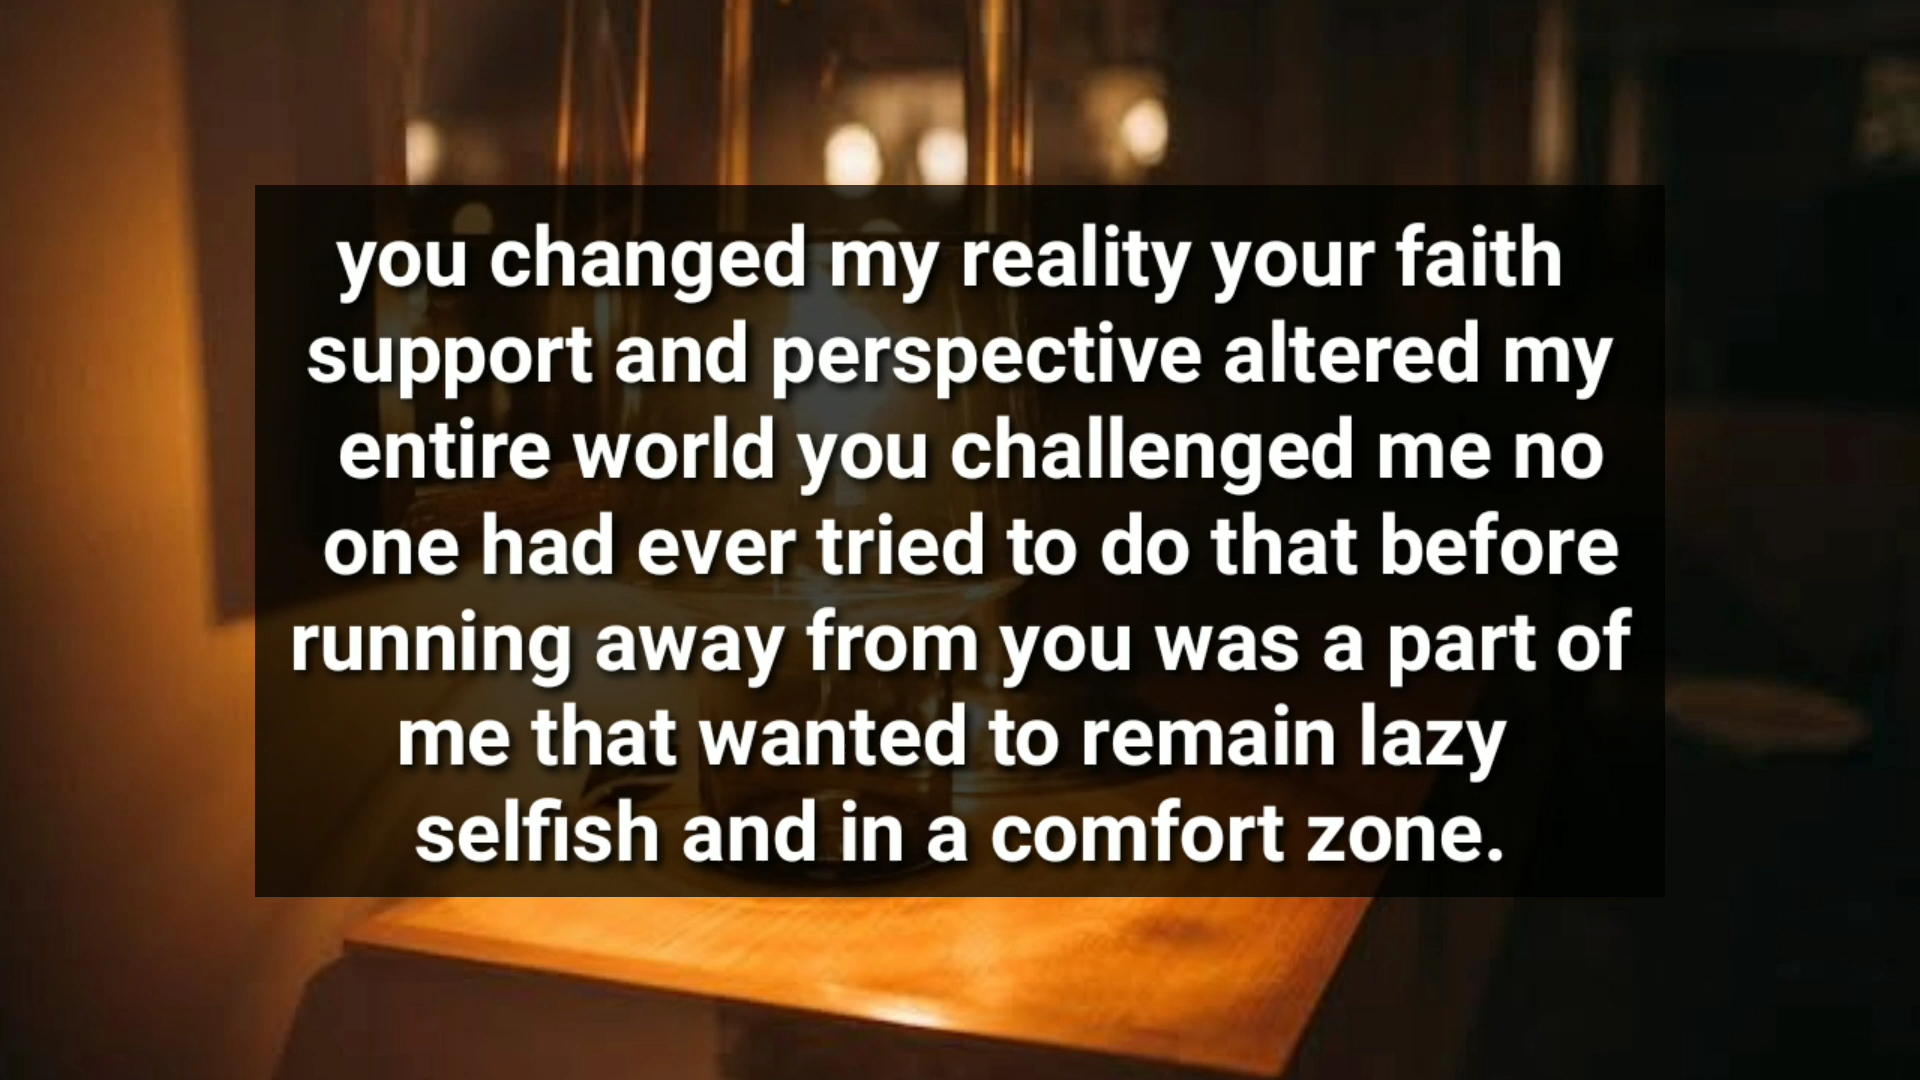 you changed my reality your faith
support and perspective altered my
entire world you challenged me no
one had ever tried to do that before
running away from you was a part of
me that wanted to remain lazy
selfish and in a comfort zone.